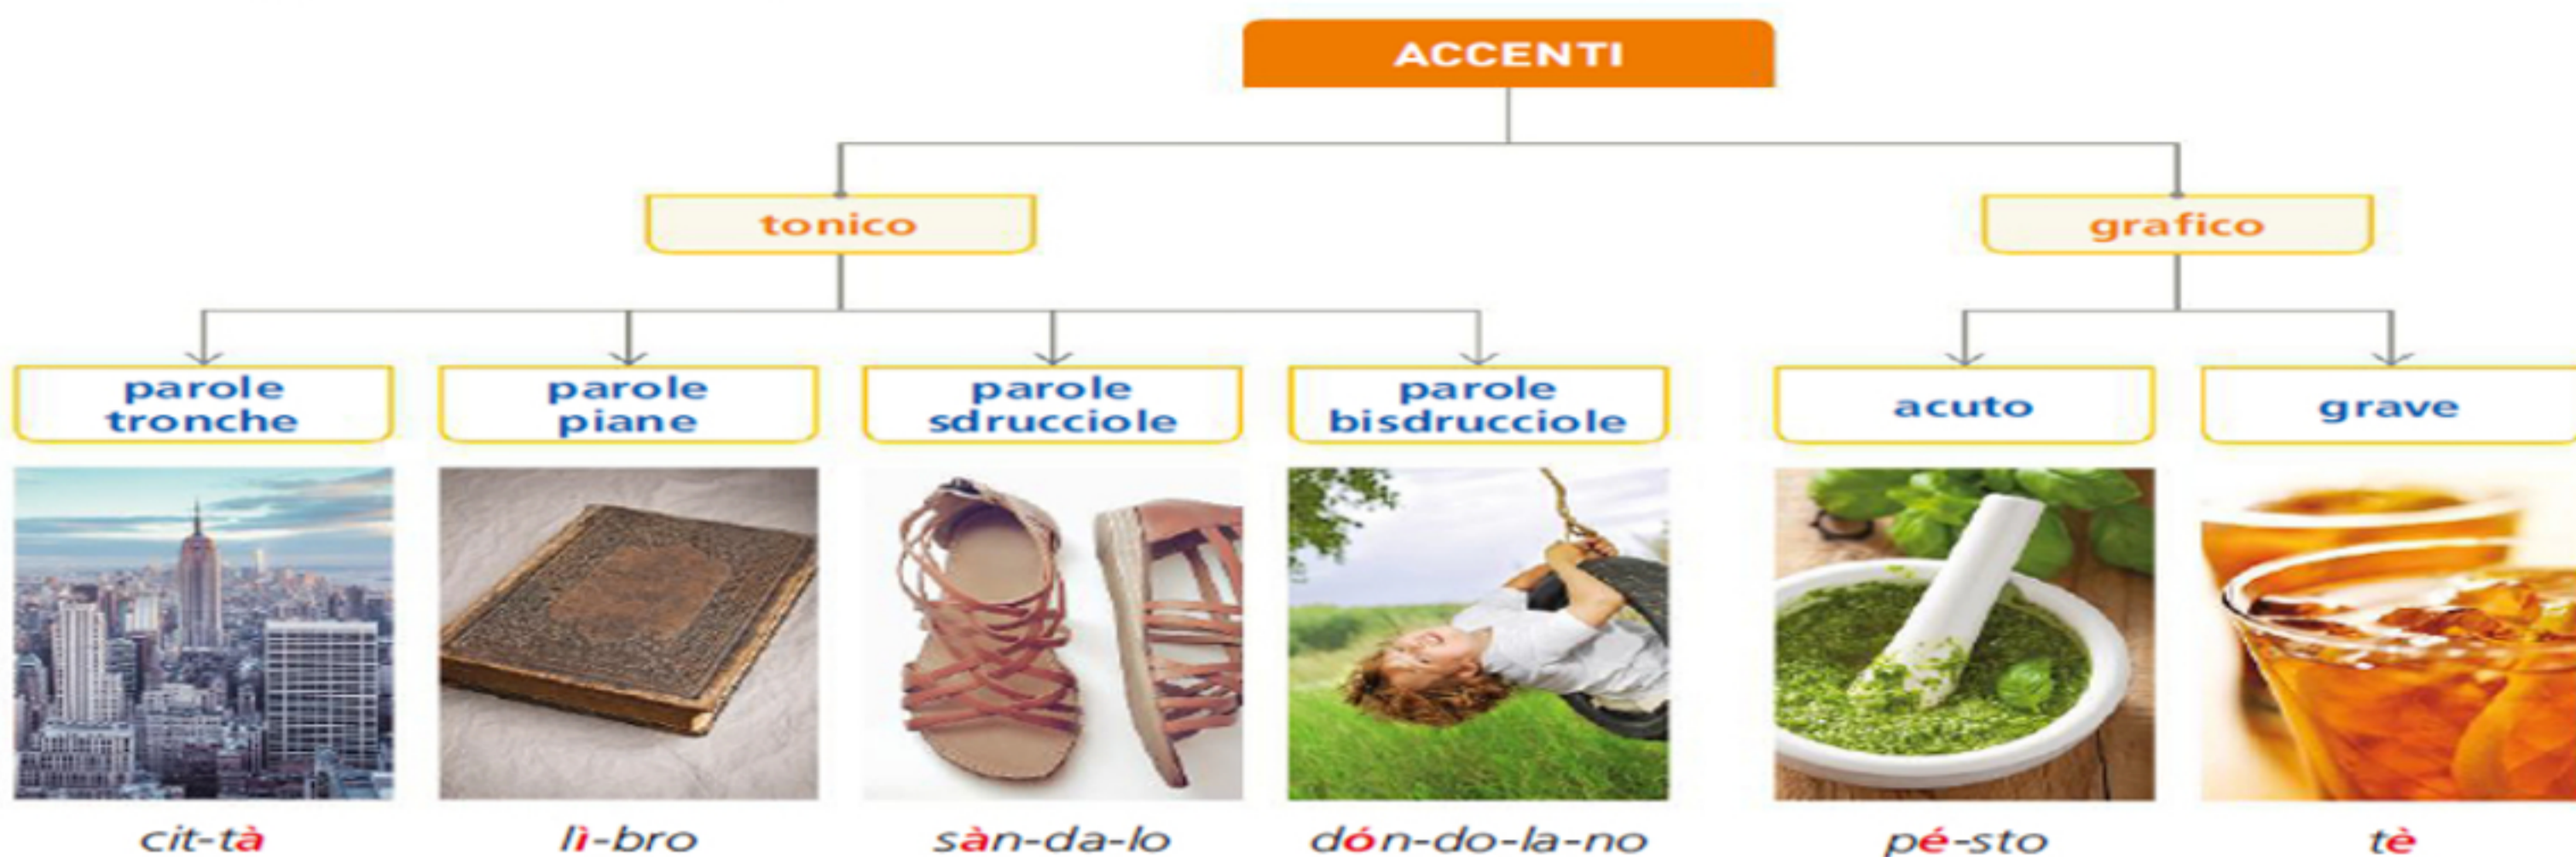 ACCENTI
tonico
grafico
parole
tronche
parole
piane
parole
sdrucciole
parole
bisdrucciole
acuto
grave
cit-tà
lì-bro
sàn-da-lo
dón-do-la-no
pé-sto
tè